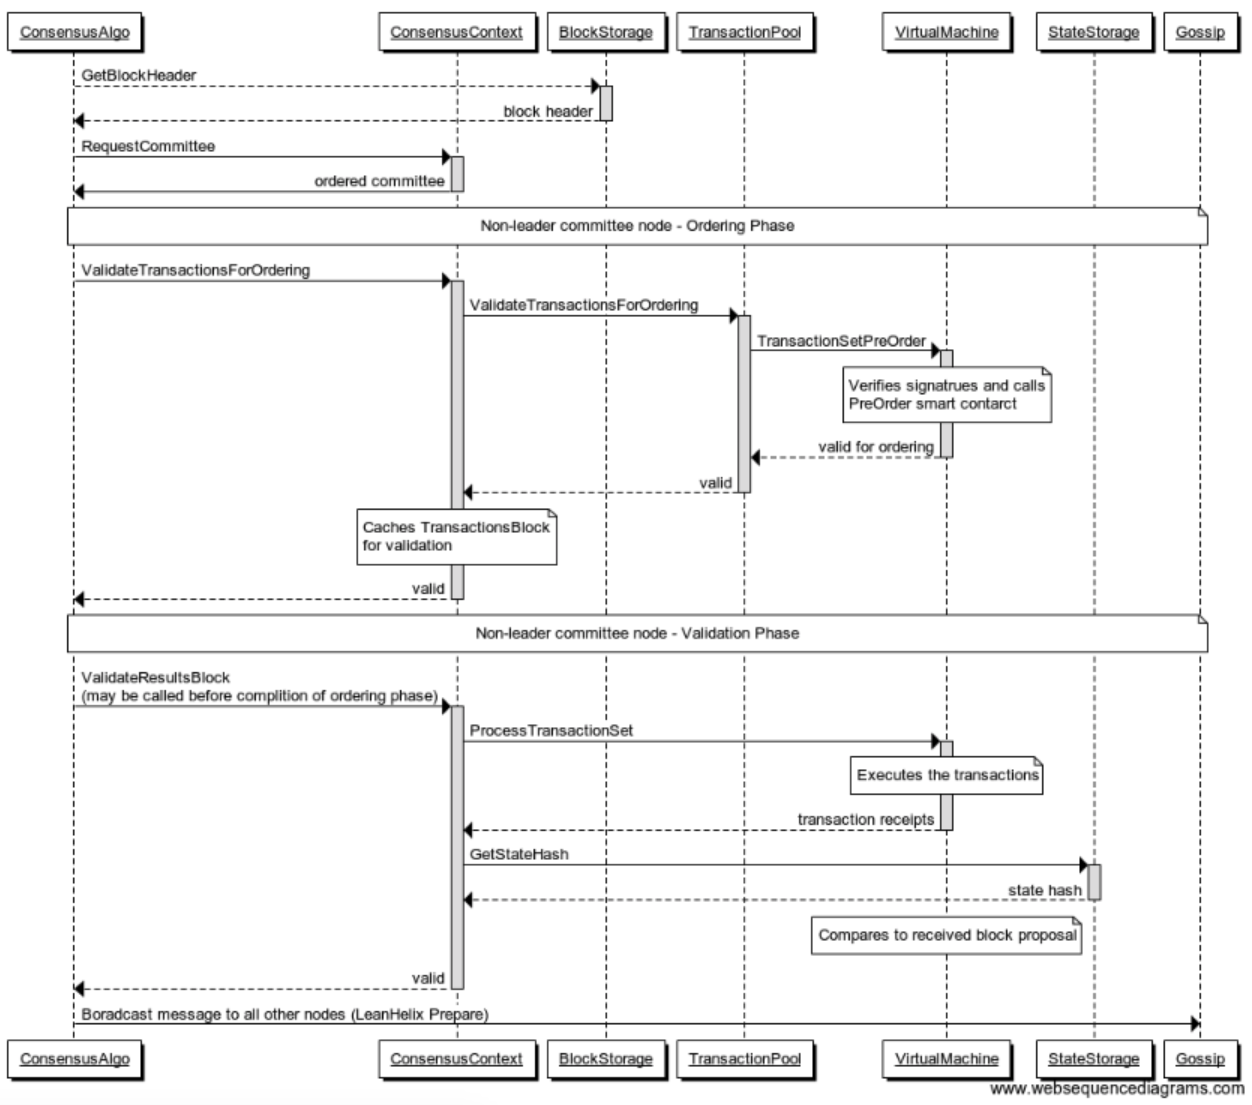 ConsensusAlgo
ConsensusContext
BlockStorage
TransactionPool
VirtualMachine
StateStorage
Gossip
GetBlockHeader
block header
RequestCommittee
ordered committee
Non-leader committee node - Ordering Phase
ValidateTransactionsForOrdering
ValidateTransactionsForOrdering
TransactionSetPreOrder
Verifies signatrues and calls
PreOrder smart contarct
valid for ordering
valid
Caches TransactionsBlock
for validation
valid
Non-leader committee node - Validation Phase
ValidateResultsBlock
(may be called before complition of ordering phase)
ProcessTransactionSet
Executes the transactions
transaction receipts
GetStateHash
state hash
Compares to received block proposal
valid
Boradcast message to all other nodes (LeanHelix Prepare)
ConsensusAlgo
ConsensusContext
BlockStorage
TransactionPool
VirtualMachine
StateStorage
Gossip
www.websequencediagrams.com